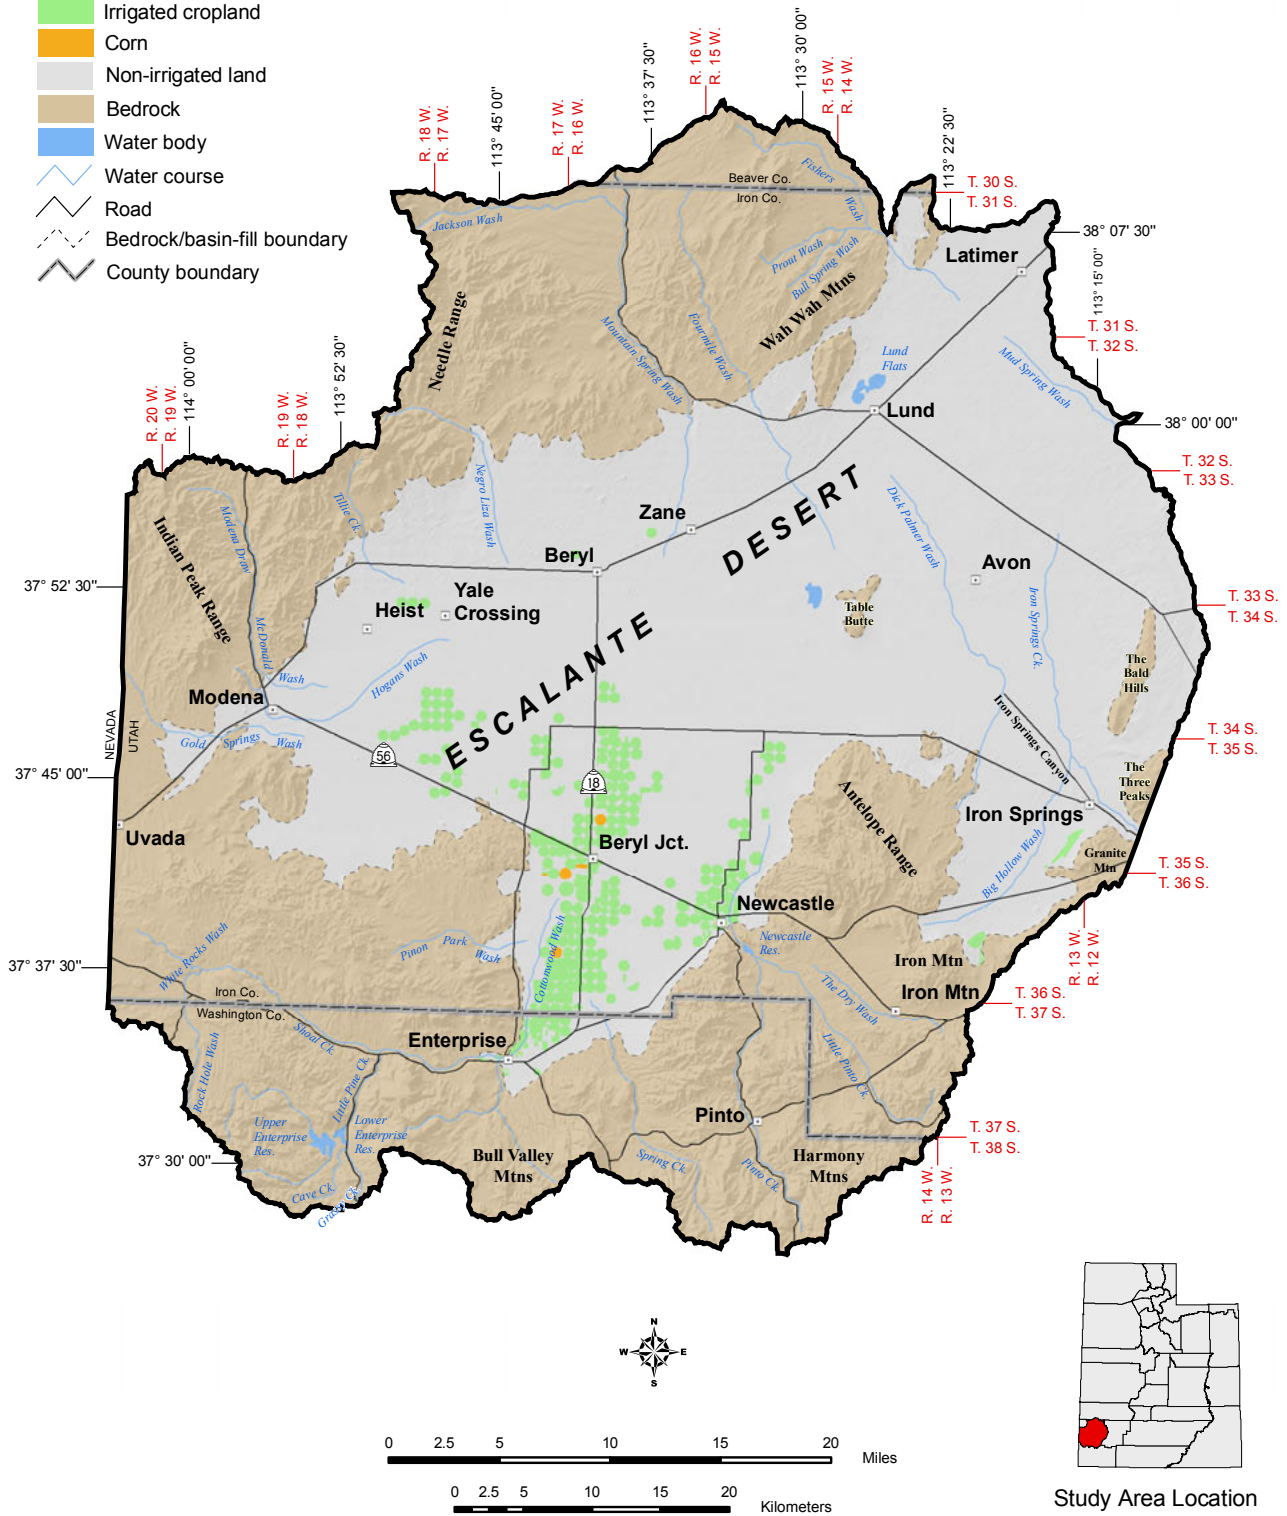 Irrigated cropland
Corn
Non-irrigated land
Bedrock
Water body
Water course
Road
Bedrock/basin-fill boundary
County boundary
R. 18 W.
R. 17 W.
113° 45' 00"
R. 17 W.
R. 16 W.
113° 37' 30"
R. 16 W.
R. 15 W.
113° 30' 00"
R. 15 W.
R. 14 W.
113° 22' 30"
T. 30 S.
T. 31 S.
38° 07' 30"
113° 15' 00"
T. 31 S.
T. 32 S.
38° 00' 00"
T. 32 S.
T. 33 S.
T. 33 S.
T. 34 S.
T. 34 S.
T. 35 S.
T. 35 S.
T. 36 S.
R. 13 W.
R. 12 W.
T. 36 S.
T. 37 S.
T. 37 S.
T. 38 S.
R. 14 W.
R. 13 W.
R. 20 W.
R. 19 W.
114° 00' 00"
R. 19 W.
R. 18 W.
113° 52' 30"
37° 52' 30"
37° 45' 00"
37° 37' 30"
37° 30' 00"
Beaver Co.
Iron Co.
Fishers
Wash
Jackson Wash
Prout Wash
Bull Spring Wash
Wah Wah Mtns
Latimer
Needle Range
Mountain Spring Wash
Fourmile Wash
Lund
Flats
Mud Spring Wash
Lund
Negro Liza Wash
Tillie Ck.
Modena Draw
Indian Peak Range
Zane
Beryl
DESERT
Dick Palmer Wash
Avon
Iron Springs Ck.
Yale
Crossing
Heist
Table
Butte
ESCALANTE
McDonald
Wash
Hogans Wash
The
Bald
Hills
Modena
NEVADA
UTAH
Gold Springs Wash
56
18
Iron Springs Canyon
The
Three
Peaks
Antelope Range
Iron Springs
Uvada
Beryl Jct.
Granite
Mtn
Big Hollow Wash
Newcastle
Cottonwood Wash
Newcastle
Res.
White Rocks Wash
Pinon Park Wash
Iron Mtn
Iron Mtn
The Dry Wash
Iron Co.
Washington Co.
Shoal Ck.
Enterprise
Little Pinto Ck.
Rock Hole Wash
Little Pine Ck.
Upper
Enterprise
Res.
Lower
Enterprise
Res.
Pinto
Bull Valley
Mtns
Spring Ck.
Pinto Ck.
Harmony
Mtns
Cave Ck.
Grassy Ck.
N
W
E
S
0 2.5 5 10 15 20
Miles
0 2.5 5 10 15 20
Kilometers
Study Area Location